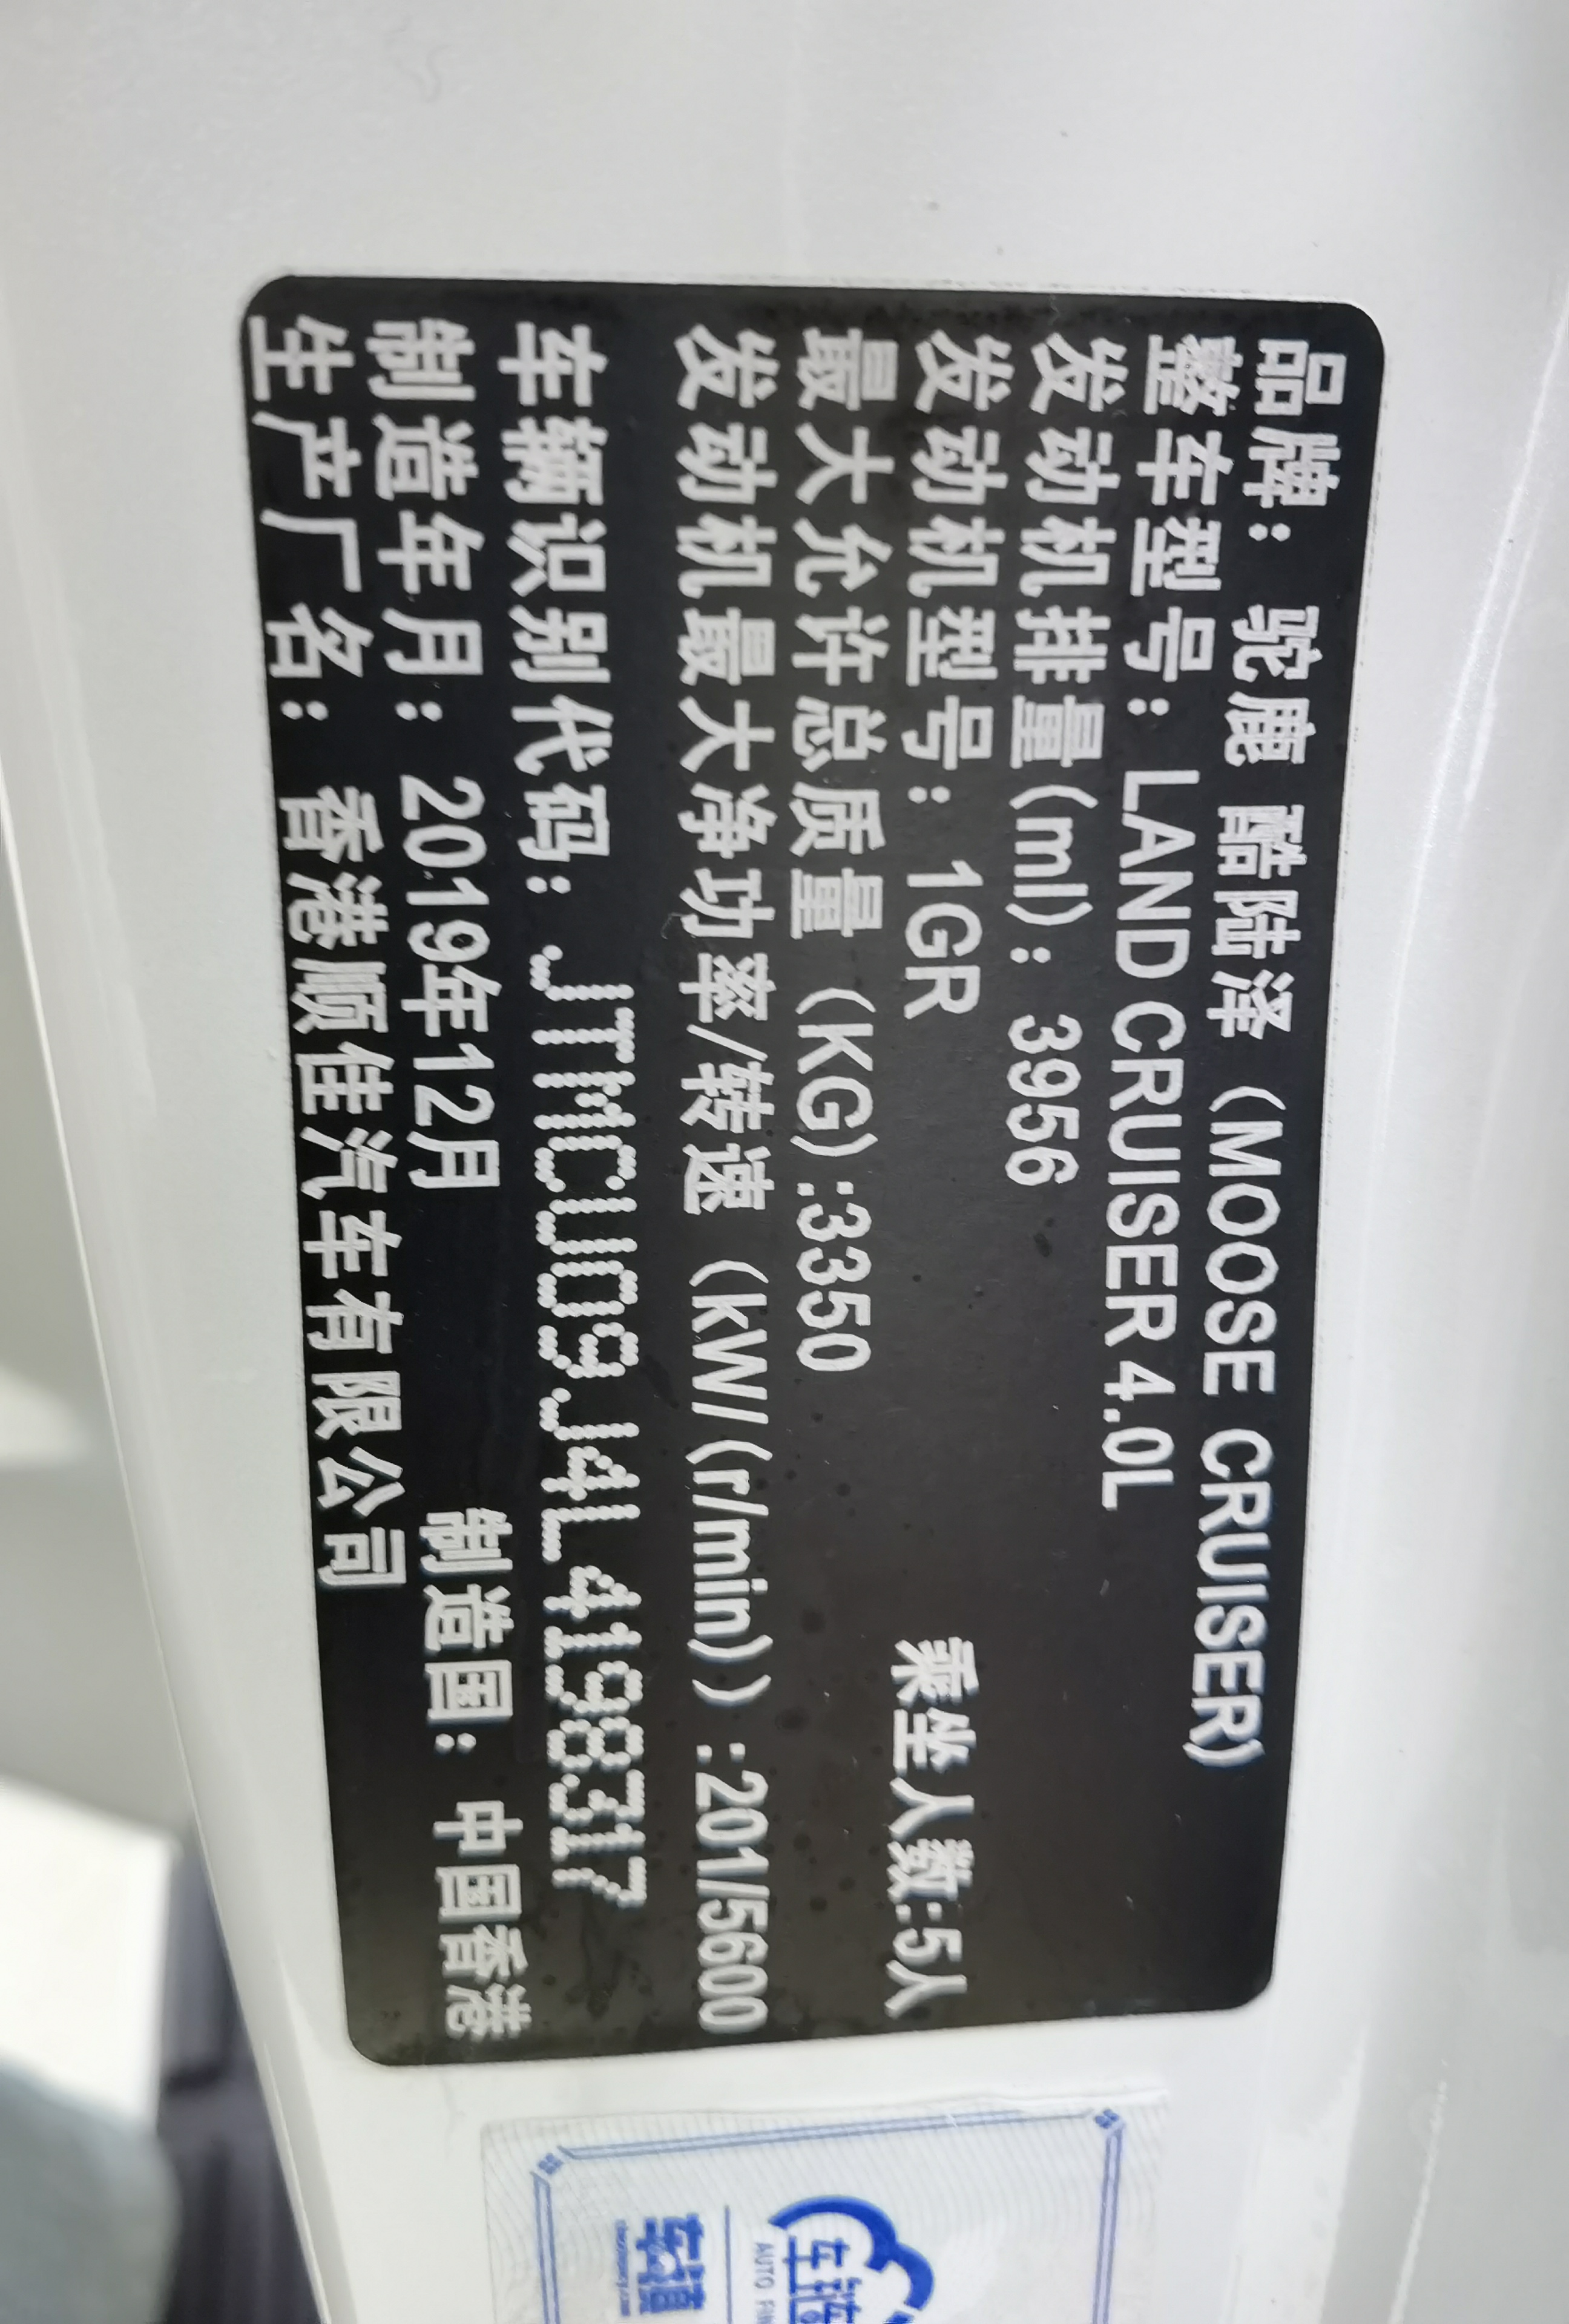 品牌： 驼鹿 酷陆泽（MOOSE CRUISER)
整车型号：LAND CRUISER 4.0L
发动机排量(ml)： 3956
发动机型号：1GR 乘坐人数:5人
最大允许总质量（KG）:3350
发动机最大净功率/转速（kW/(r/min)）:201/5600
车辆识别代码：JTMCU09J4L4198317
制造年月： 2019年12月 制造国： 中国香港
生产厂名： 香港顺佳汽车有限公司
AUTO FIN